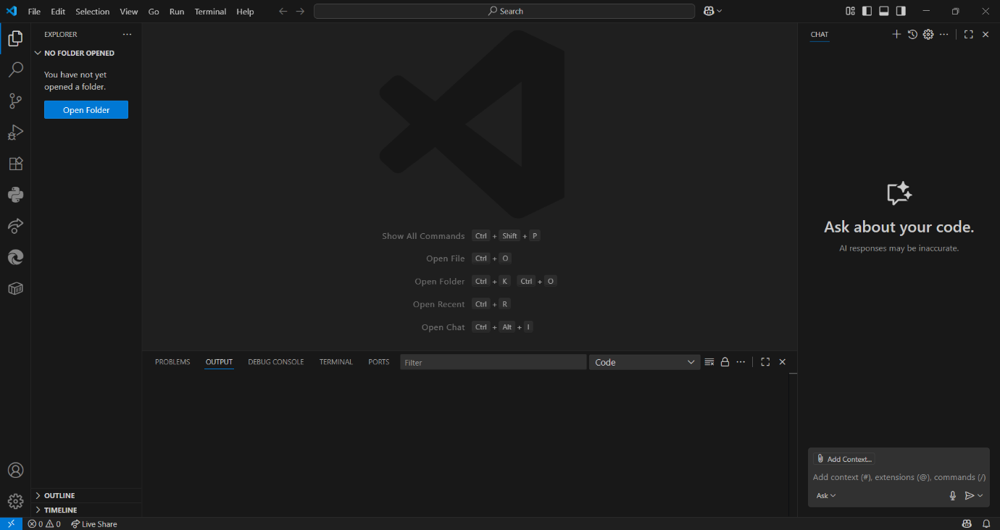 File Edit Selection View Go Run Terminal Help
Search
EXPLORER
NO FOLDER OPENED
You have not yet
opened a folder.
Open Folder
OUTLINE
TIMELINE
Show All Commands Ctrl + Shift + P
Open File Ctrl + O
Open Folder Ctrl + K Ctrl + O
Open Recent Ctrl + R
Open Chat Ctrl + Alt + I
PROBLEMS OUTPUT DEBUG CONSOLE TERMINAL PORTS Filter Code
CHAT
Ask about your code.
AI responses may be inaccurate.
Add Context...
Add context (#), extensions (@), commands (/)
Ask
0 0 Live Share